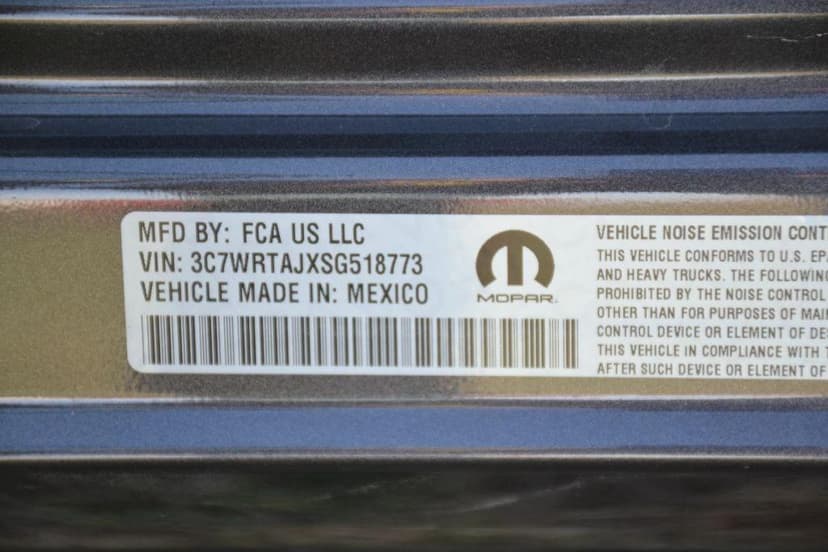 MFD BY: FCA US LLC
VIN: 3C7WRTAJXSG518773
VEHICLE MADE IN: MEXICO
MOPAR
VEHICLE NOISE EMISSION CONT
THIS VEHICLE CONFORMS TO U.S. EPA
AND HEAVY TRUCKS. THE FOLLOWING
PROHIBITED BY THE NOISE CONTROL
OTHER THAN FOR PURPOSES OF MAI
CONTROL DEVICE OR ELEMENT OF DE
THIS VEHICLE IN COMPLIANCE WITH
AFTER SUCH DEVICE OR ELEMENT OF